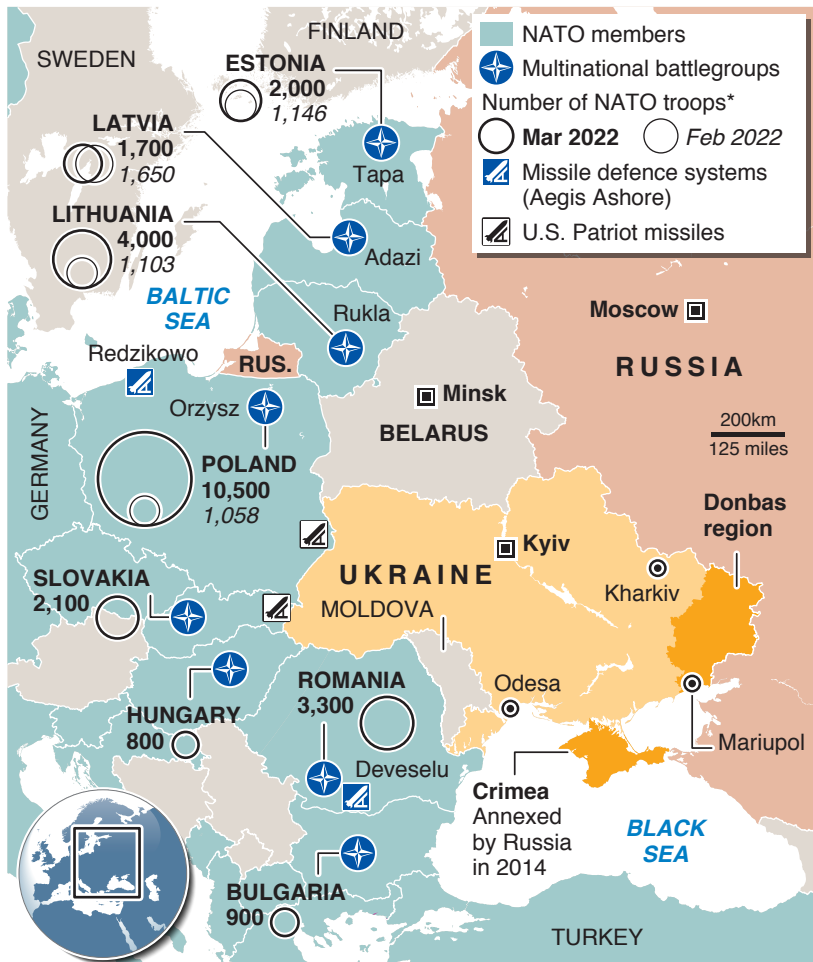 FINLAND
SWEDEN
ESTONIA
2,000
1,146
Tapa
LATVIA
1,700
1,650
Adazi
LITHUANIA
4,000
1,103
Rukla
NATO members
Multinational battlegroups
Number of NATO troops*
Mar 2022 Feb 2022
Missile defence systems
(Aegis Ashore)
U.S. Patriot missiles
BALTIC
SEA
Redzikowo
RUS.
Moscow
RUSSIA
Minsk
BELARUS
200km
125 miles
GERMANY
Orzysz
POLAND
10,500
1,058
Donbas
region
Kyiv
UKRAINE
Kharkiv
MOLDOVA
SLOVAKIA
2,100
HUNGARY
800
ROMANIA
3,300
Deveselu
Odesa
Mariupol
Crimea
Annexed
by Russia
in 2014
BLACK
SEA
BULGARIA
900
TURKEY